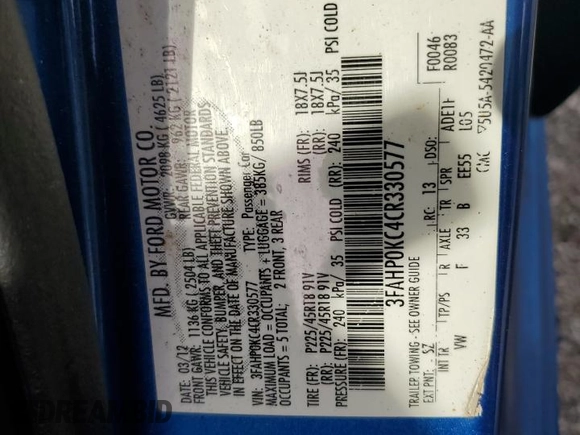 MFD. BY FORD MOTOR CO.
03/12 GVWR: 2098 KG ( 4625 LB)
FRONT GAWR: 1136 KG ( 2504 LB) REAR GAWR: 962 KG ( 2121 LB)
THIS VEHICLE CONFORMS TO ALL APPLICABLE FEDERAL MOTOR
VEHICLE SAFETY, BUMPER, AND THEFT PREVENTION STANDARDS
IN EFFECT ON THE DATE OF MANUFACTURE SHOWN ABOVE.
VIN: 3FAHP0KC4CR330577 TYPE: Passenger Car
MAXIMUM LOAD = OCCUPANTS + LUGGAGE = 385KG/ 850LB
OCCUPANTS = 5 TOTAL: 2 FRONT, 3 REAR
TIRE (FR): P225/45R18 91V RIMS (FR): 18X7.5J
(RR): P225/45R18 91V (RR): 18X7.5J
PRESSURE (FR): 240 kPa/ 35 PSI COLD (RR): 240 kPa/ 35 PSI COLD
3FAHP0KC4CR330577
F0046
R0083
TRAILER TOWING - SEE OWNER GUIDE
EXT PNT: SZ RC: 13 DSO:
INT TR TP/PS R AXLE TR SPR ADE1H
VW F 33 B EE55 L05
CMC 5U5A-5420472-AA